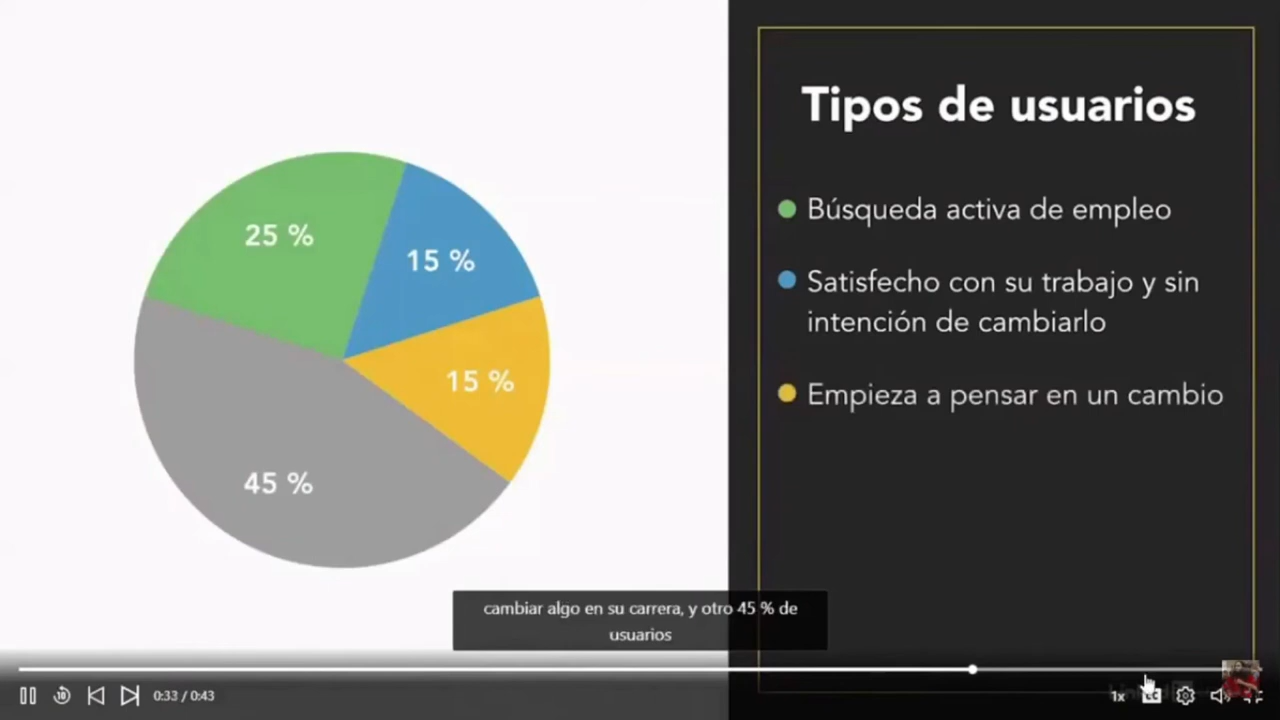 Tipos de usuarios
25 %
15 %
15 %
45 %
Búsqueda activa de empleo
Satisfecho con su trabajo y sin
intención de cambiarlo
Empieza a pensar en un cambio
cambiar algo en su carrera, y otro 45 % de
usuarios
10
0:33 / 0:43
1x
CC